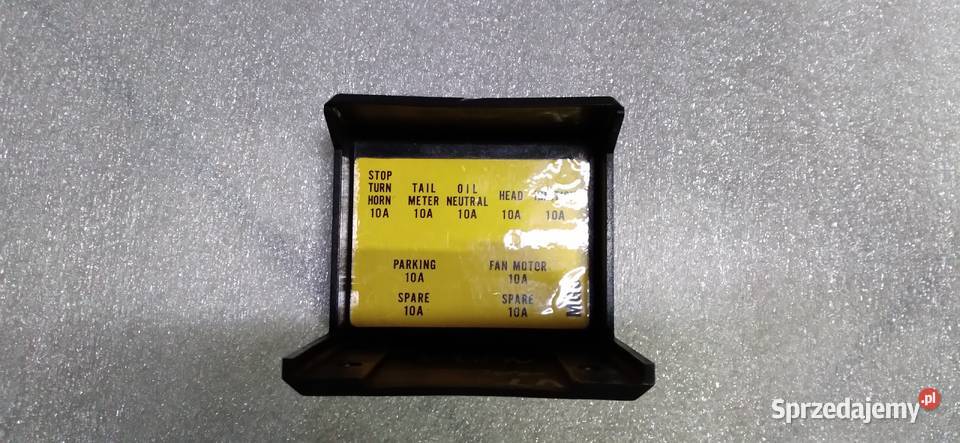 STOP
TURN TAIL OIL
HORN METER NEUTRAL HEAD
10A 10A 10A 10A 10A
PARKING FAN MOTOR
10A 10A
SPARE SPARE
10A 10A
Sprzedajemy.pl